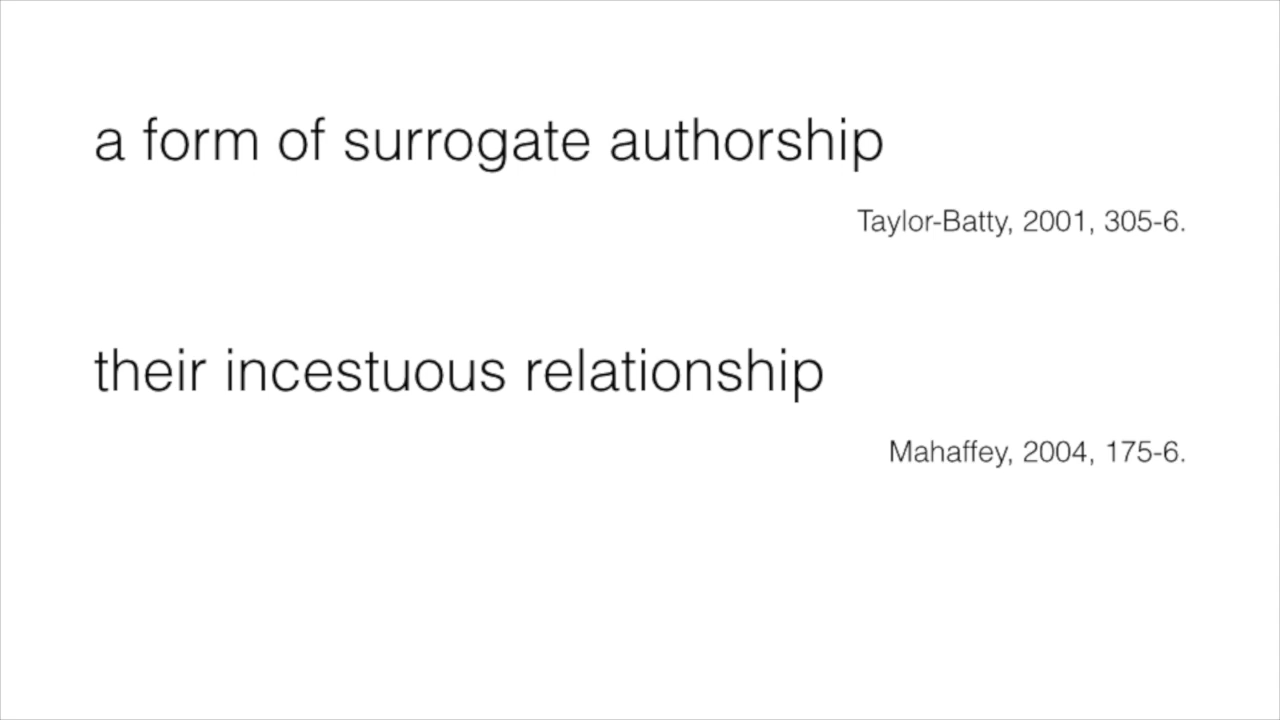 a form of surrogate authorship
Taylor-Batty, 2001, 305-6.
their incestuous relationship
Mahaffey, 2004, 175-6.